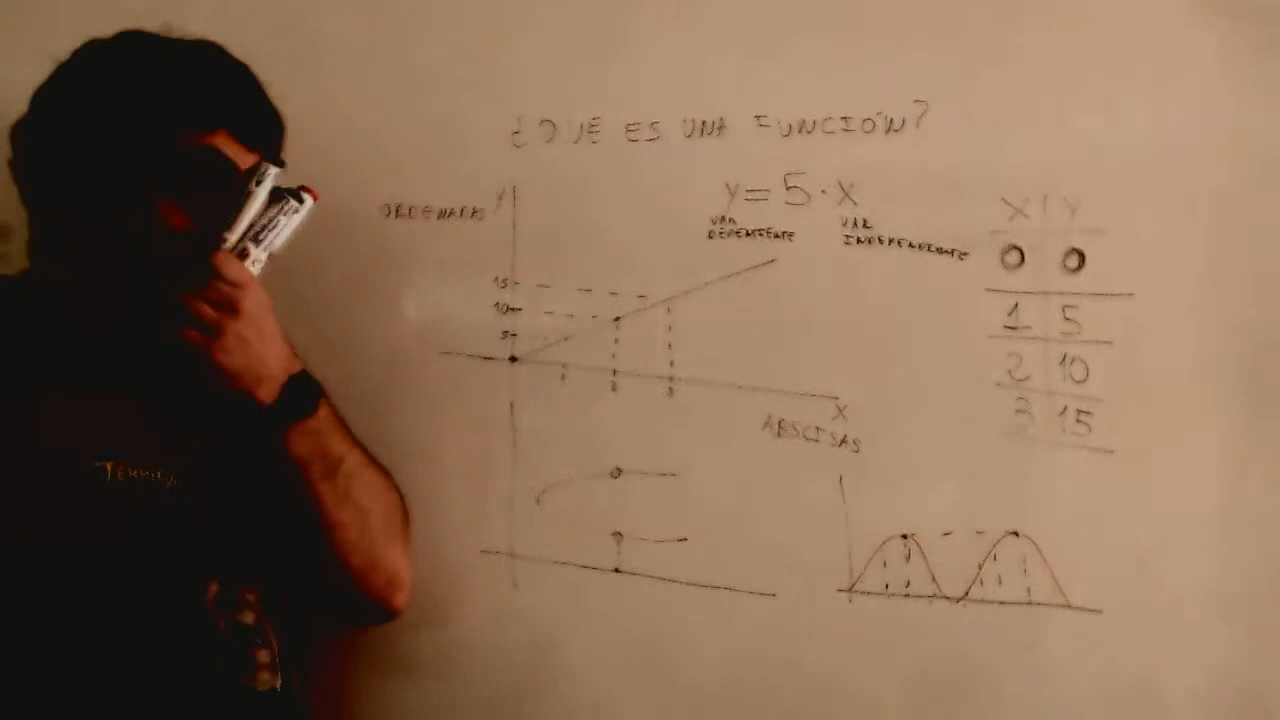 ¿QUE ES UNA FUNCIÓN?
y = 5 · x
VAR DEPENDIENTE
VAR INDEPENDIENTE
ORDENADAS
y
15
10
5
X
ABSCISAS
X | Y
0 0
1 5
2 10
3 15